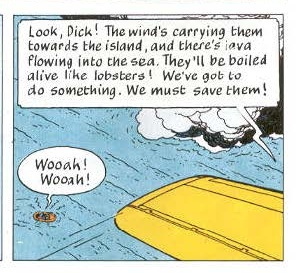 Look, Dick! The wind's carrying them
towards the island, and there's lava
flowing into the sea. They'll be boiled
alive like lobsters! We've got to
do something. We must save them!
Wooah!
Wooah!